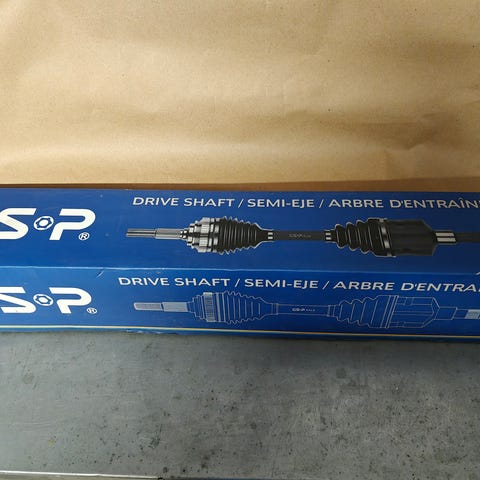 S·P®
DRIVE SHAFT / SEMI-EJE / ARBRE D'ENTRAÎN
S·P®
DRIVE SHAFT / SEMI-EJE / ARBRE D'ENTRA